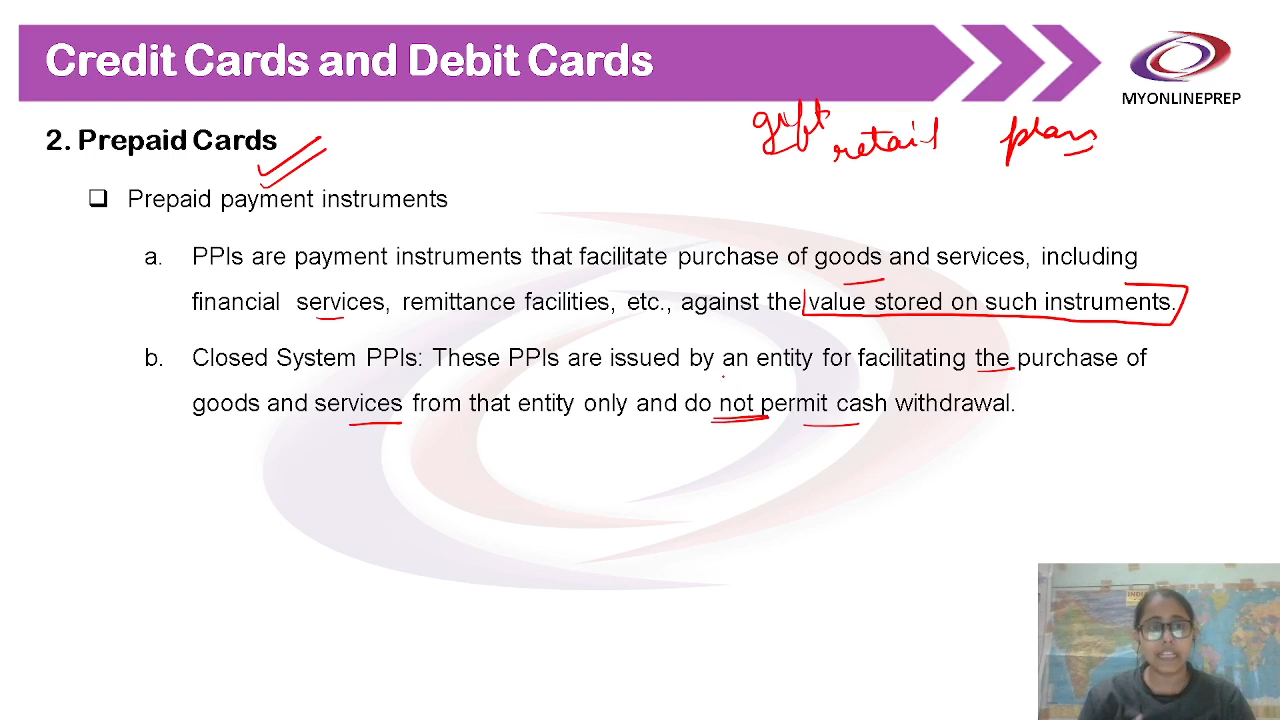 Credit Cards and Debit Cards
MYONLINEPREP
gift retail plans
2. Prepaid Cards
Prepaid payment instruments
a. PPIs are payment instruments that facilitate purchase of goods and services, including
financial services, remittance facilities, etc., against the value stored on such instruments.
b. Closed System PPIs: These PPIs are issued by an entity for facilitating the purchase of
goods and services from that entity only and do not permit cash withdrawal.